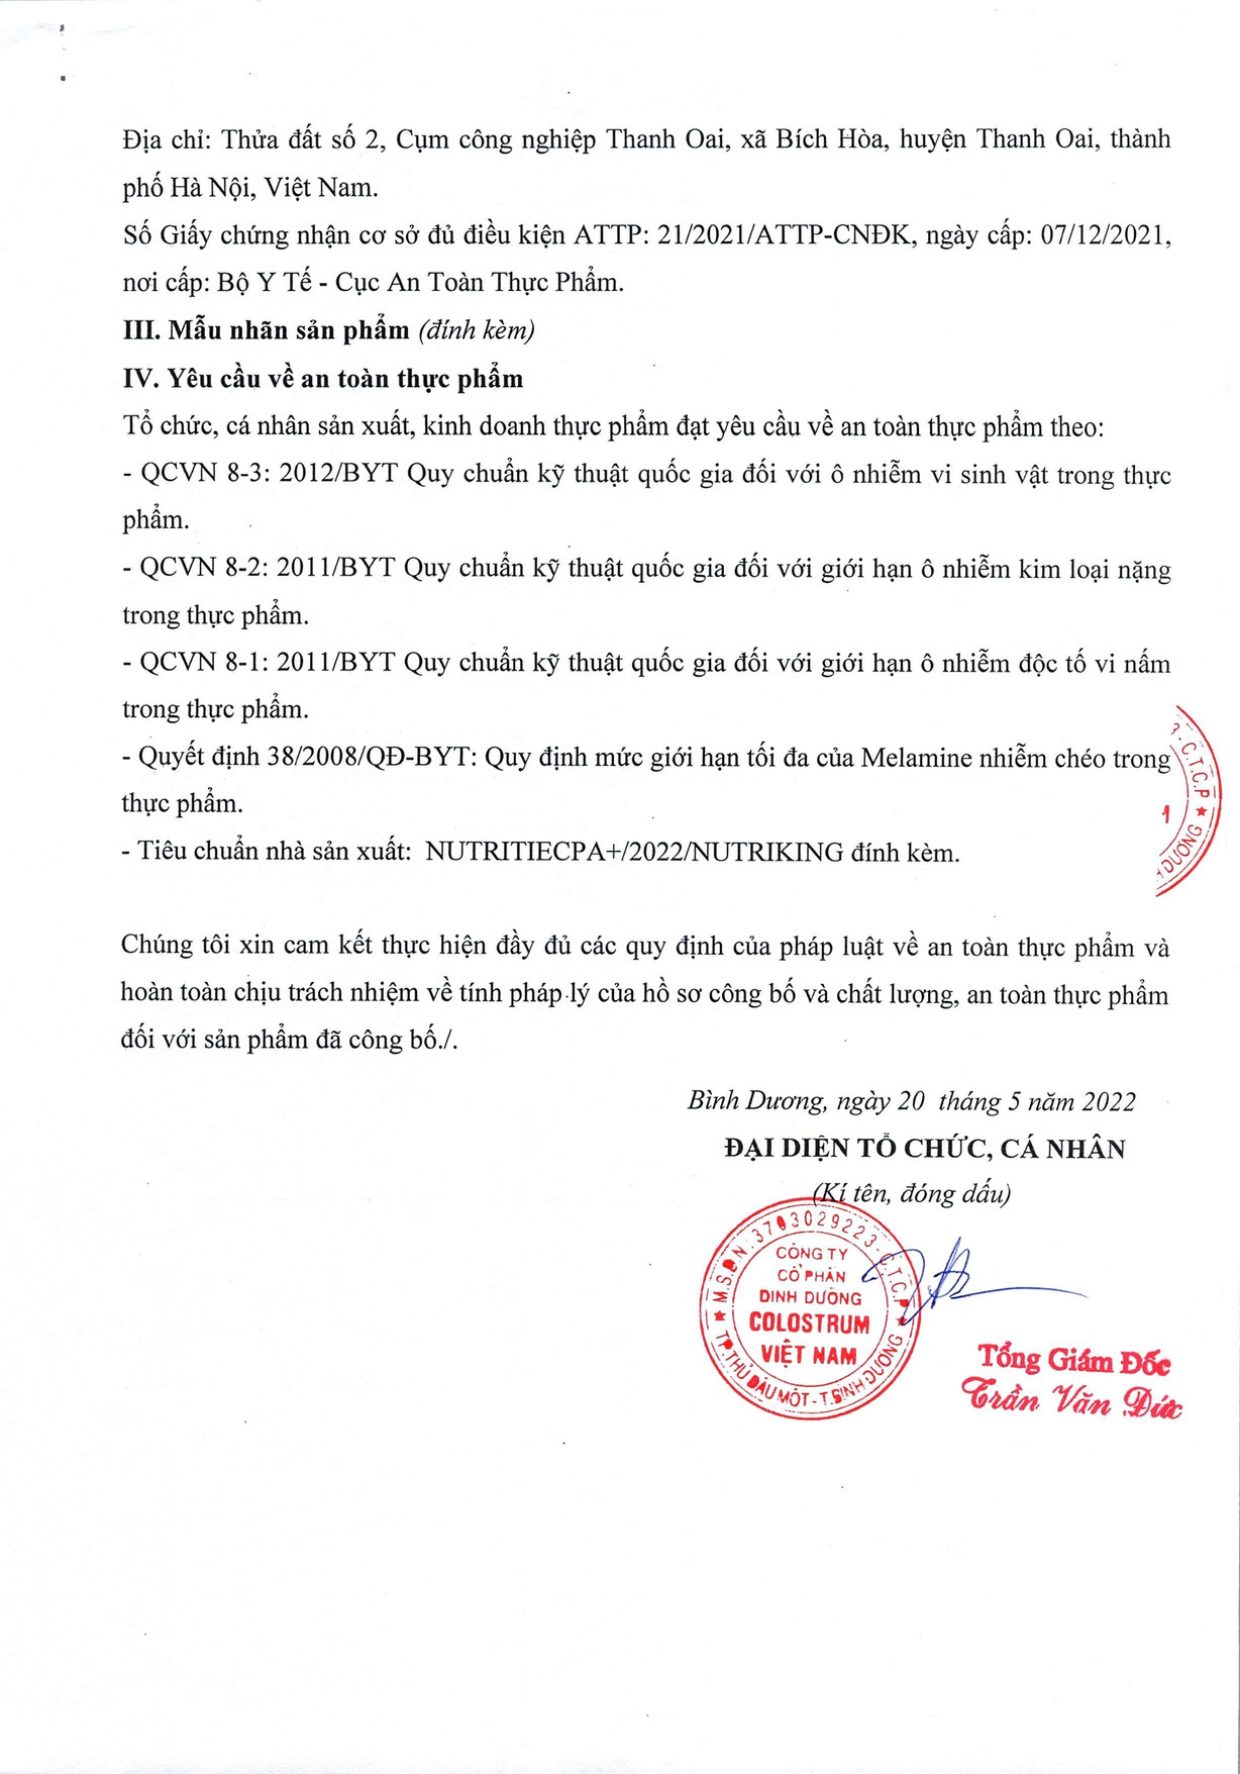 Địa chỉ: Thửa đất số 2, Cụm công nghiệp Thanh Oai, xã Bích Hòa, huyện Thanh Oai, thành
phố Hà Nội, Việt Nam.
Số Giấy chứng nhận cơ sở đủ điều kiện ATTP: 21/2021/ATTP-CNĐK, ngày cấp: 07/12/2021,
nơi cấp: Bộ Y Tế - Cục An Toàn Thực Phẩm.
III. Mẫu nhãn sản phẩm (đính kèm)
IV. Yêu cầu về an toàn thực phẩm
Tổ chức, cá nhân sản xuất, kinh doanh thực phẩm đạt yêu cầu về an toàn thực phẩm theo:
- QCVN 8-3: 2012/BYT Quy chuẩn kỹ thuật quốc gia đối với ô nhiễm vi sinh vật trong thực
phẩm.
- QCVN 8-2: 2011/BYT Quy chuẩn kỹ thuật quốc gia đối với giới hạn ô nhiễm kim loại nặng
trong thực phẩm.
- QCVN 8-1: 2011/BYT Quy chuẩn kỹ thuật quốc gia đối với giới hạn ô nhiễm độc tố vi nấm
trong thực phẩm.
- Quyết định 38/2008/QĐ-BYT: Quy định mức giới hạn tối đa của Melamine nhiễm chéo trong
thực phẩm.
- Tiêu chuẩn nhà sản xuất: NUTRITIECPA+/2022/NUTRIKING đính kèm.
C.T.C.P
DƯƠNG
Chúng tôi xin cam kết thực hiện đầy đủ các quy định của pháp luật về an toàn thực phẩm và
hoàn toàn chịu trách nhiệm về tính pháp lý của hồ sơ công bố và chất lượng, an toàn thực phẩm
đối với sản phẩm đã công bố./.
Bình Dương, ngày 20 tháng 5 năm 2022
ĐẠI DIỆN TỔ CHỨC, CÁ NHÂN
(Kí tên, đóng dấu)
M.S.D.N: 3703029223 - C.T.C.P
CÔNG TY
CỔ PHẦN
DINH DƯỠNG
COLOSTRUM
VIỆT NAM
TP.THỦ DẦU MỘT - T.BÌNH DƯƠNG
Tổng Giám Đốc
Trần Văn Đức